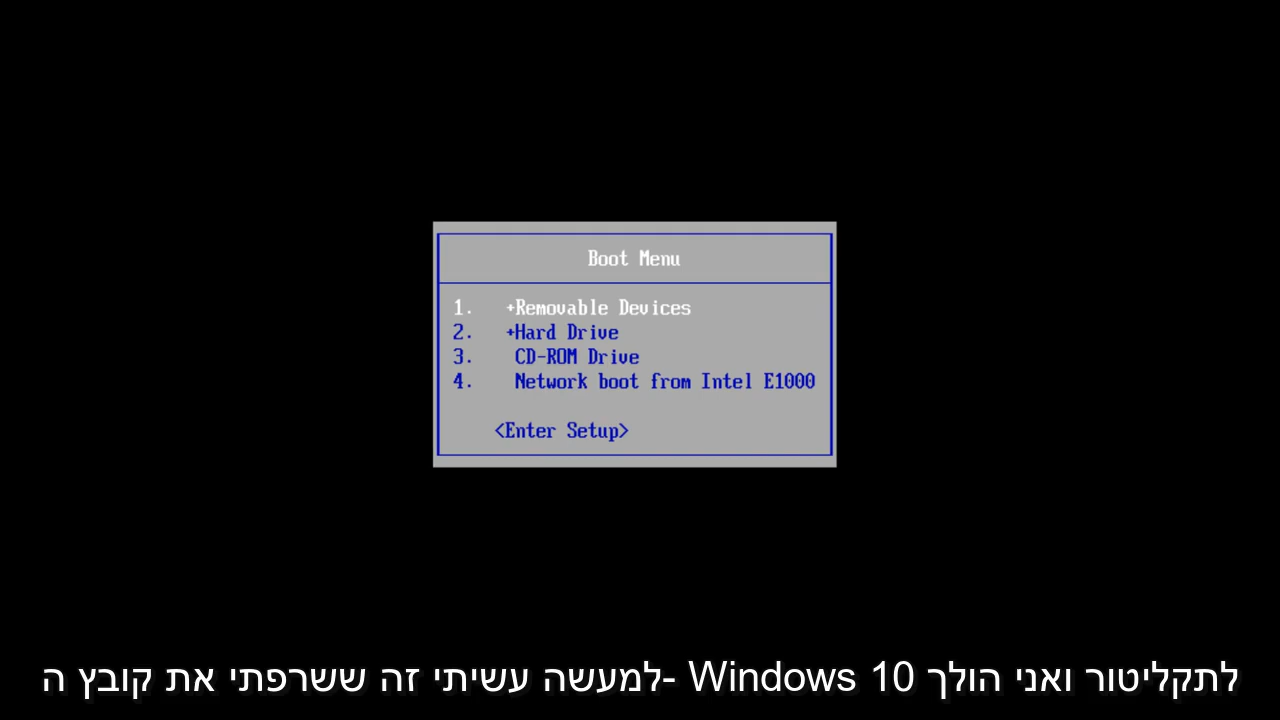 Boot Menu
1. +Removable Devices
2. +Hard Drive
3. CD-ROM Drive
4. Network boot from Intel E1000
<Enter Setup>
למעשה עשיתי זה ששרפתי את קובץ ה- Windows 10 לתקליטור ואני הולך